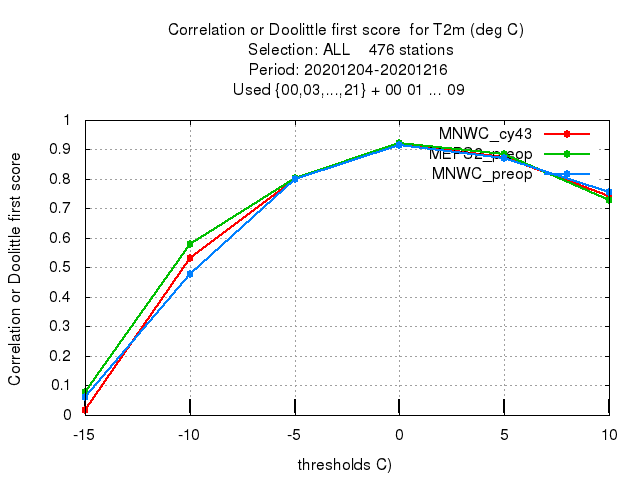 Correlation or Doolittle first score  for T2m (deg C)
Selection: ALL    476 stations
Period: 20201204-20201216
Used {00,03,...,21} + 00 01 ... 09
Correlation or Doolittle first score
1
0.9
0.8
0.7
0.6
0.5
0.4
0.3
0.2
0.1
0
MNWC_cy43
MEPS2_preop
MNWC_preop
-15 -10 -5 0 5 10
thresholds C)